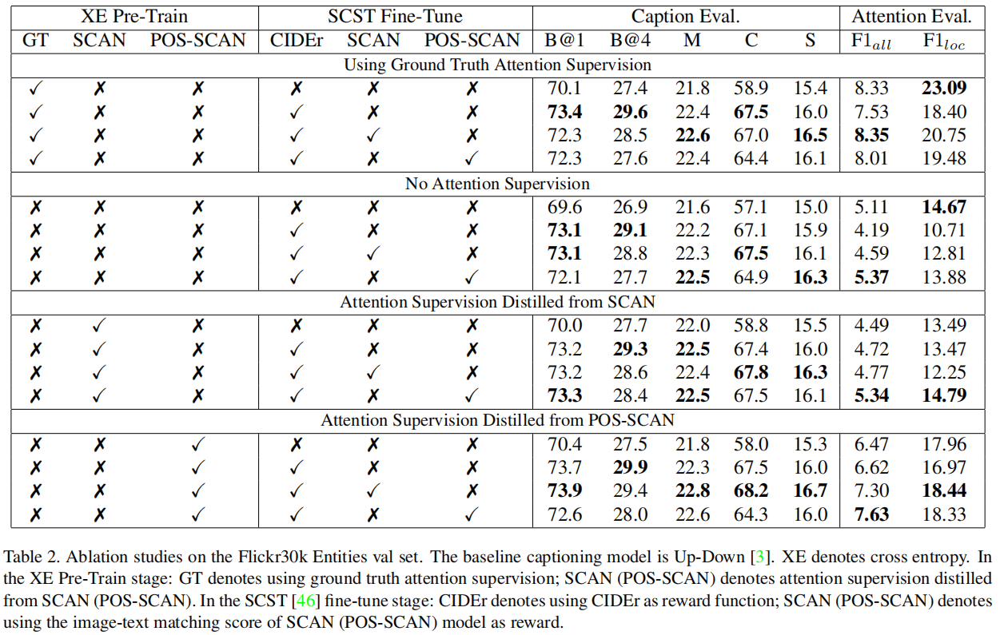 XE Pre-Train SCST Fine-Tune Caption Eval. Attention Eval.
GT SCAN POS-SCAN CIDEr SCAN POS-SCAN B@1 B@4 M C S F1all F1loc
Using Ground Truth Attention Supervision
✓ ✗ ✗ ✗ ✗ ✗ 70.1 27.4 21.8 58.9 15.4 8.33 23.09
✓ ✗ ✗ ✓ ✗ ✗ 73.4 29.6 22.4 67.5 16.0 7.53 18.40
✓ ✗ ✗ ✓ ✓ ✗ 72.3 28.5 22.6 67.0 16.5 8.35 20.75
✓ ✗ ✗ ✓ ✗ ✓ 72.3 27.6 22.4 64.4 16.1 8.01 19.48
No Attention Supervision
✗ ✗ ✗ ✗ ✗ ✗ 69.6 26.9 21.6 57.1 15.0 5.11 14.67
✗ ✗ ✗ ✓ ✗ ✗ 73.1 29.1 22.2 67.1 15.9 4.19 10.71
✗ ✗ ✗ ✓ ✓ ✗ 73.1 28.8 22.3 67.5 16.1 4.59 12.81
✗ ✗ ✗ ✓ ✗ ✓ 72.1 27.7 22.5 64.9 16.3 5.37 13.88
Attention Supervision Distilled from SCAN
✗ ✓ ✗ ✗ ✗ ✗ 70.0 27.7 22.0 58.8 15.5 4.49 13.49
✗ ✓ ✗ ✓ ✗ ✗ 73.2 29.3 22.5 67.4 16.0 4.72 13.47
✗ ✓ ✗ ✓ ✓ ✗ 73.2 28.6 22.4 67.8 16.3 4.77 12.25
✗ ✓ ✗ ✓ ✗ ✓ 73.3 28.4 22.5 67.5 16.1 5.34 14.79
Attention Supervision Distilled from POS-SCAN
✗ ✗ ✓ ✗ ✗ ✗ 70.4 27.5 21.8 58.0 15.3 6.47 17.96
✗ ✗ ✓ ✓ ✗ ✗ 73.7 29.9 22.3 67.5 16.0 6.62 16.97
✗ ✗ ✓ ✓ ✓ ✗ 73.9 29.4 22.8 68.2 16.7 7.30 18.44
✗ ✗ ✓ ✓ ✗ ✓ 72.6 28.0 22.6 64.3 16.0 7.63 18.33
Table 2. Ablation studies on the Flickr30k Entities val set. The baseline captioning model is Up-Down [3]. XE denotes cross entropy. In
the XE Pre-Train stage: GT denotes using ground truth attention supervision; SCAN (POS-SCAN) denotes attention supervision distilled
from SCAN (POS-SCAN). In the SCST [46] fine-tune stage: CIDEr denotes using CIDEr as reward function; SCAN (POS-SCAN) denotes
using the image-text matching score of SCAN (POS-SCAN) model as reward.